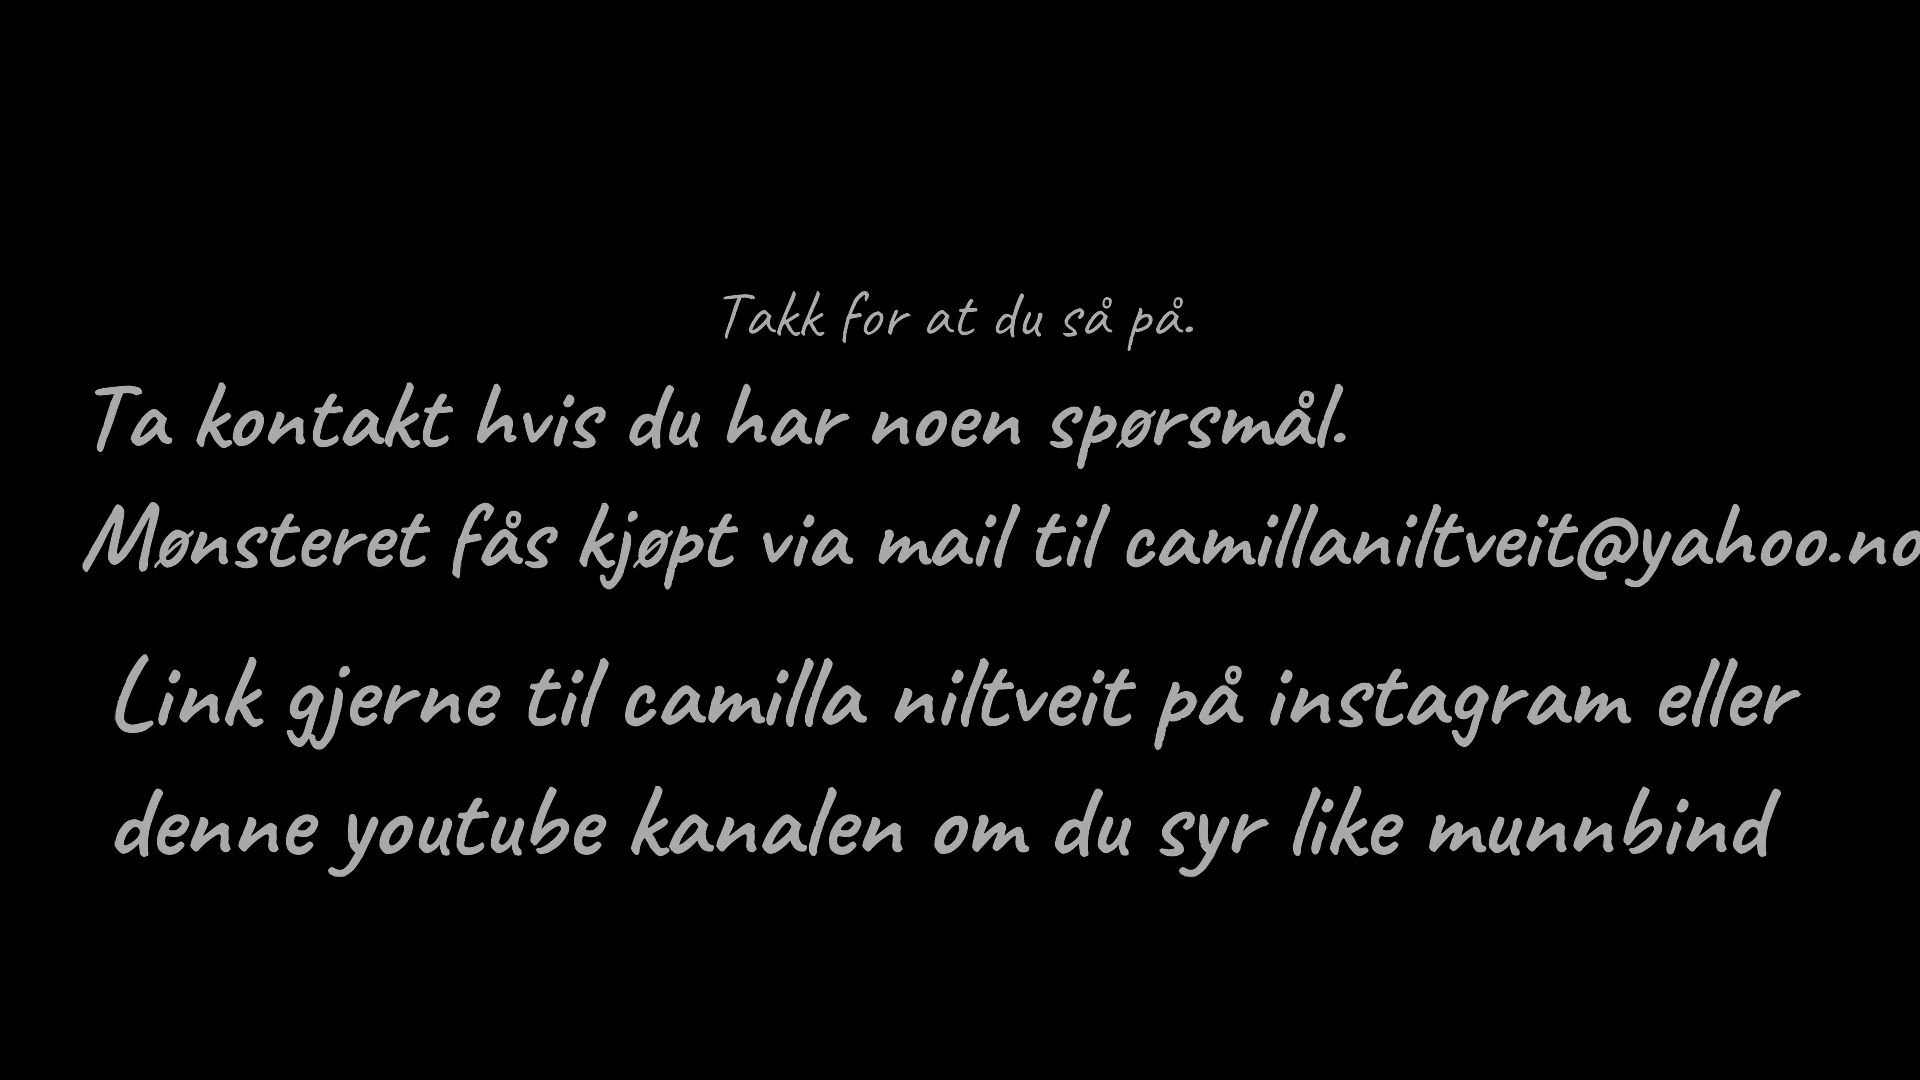 Takk for at du så på.
Ta kontakt hvis du har noen spørsmål.
Mønsteret fås kjøpt via mail til camillaniltveit@yahoo.no
Link gjerne til camilla niltveit på instagram eller
denne youtube kanalen om du syr like munnbind